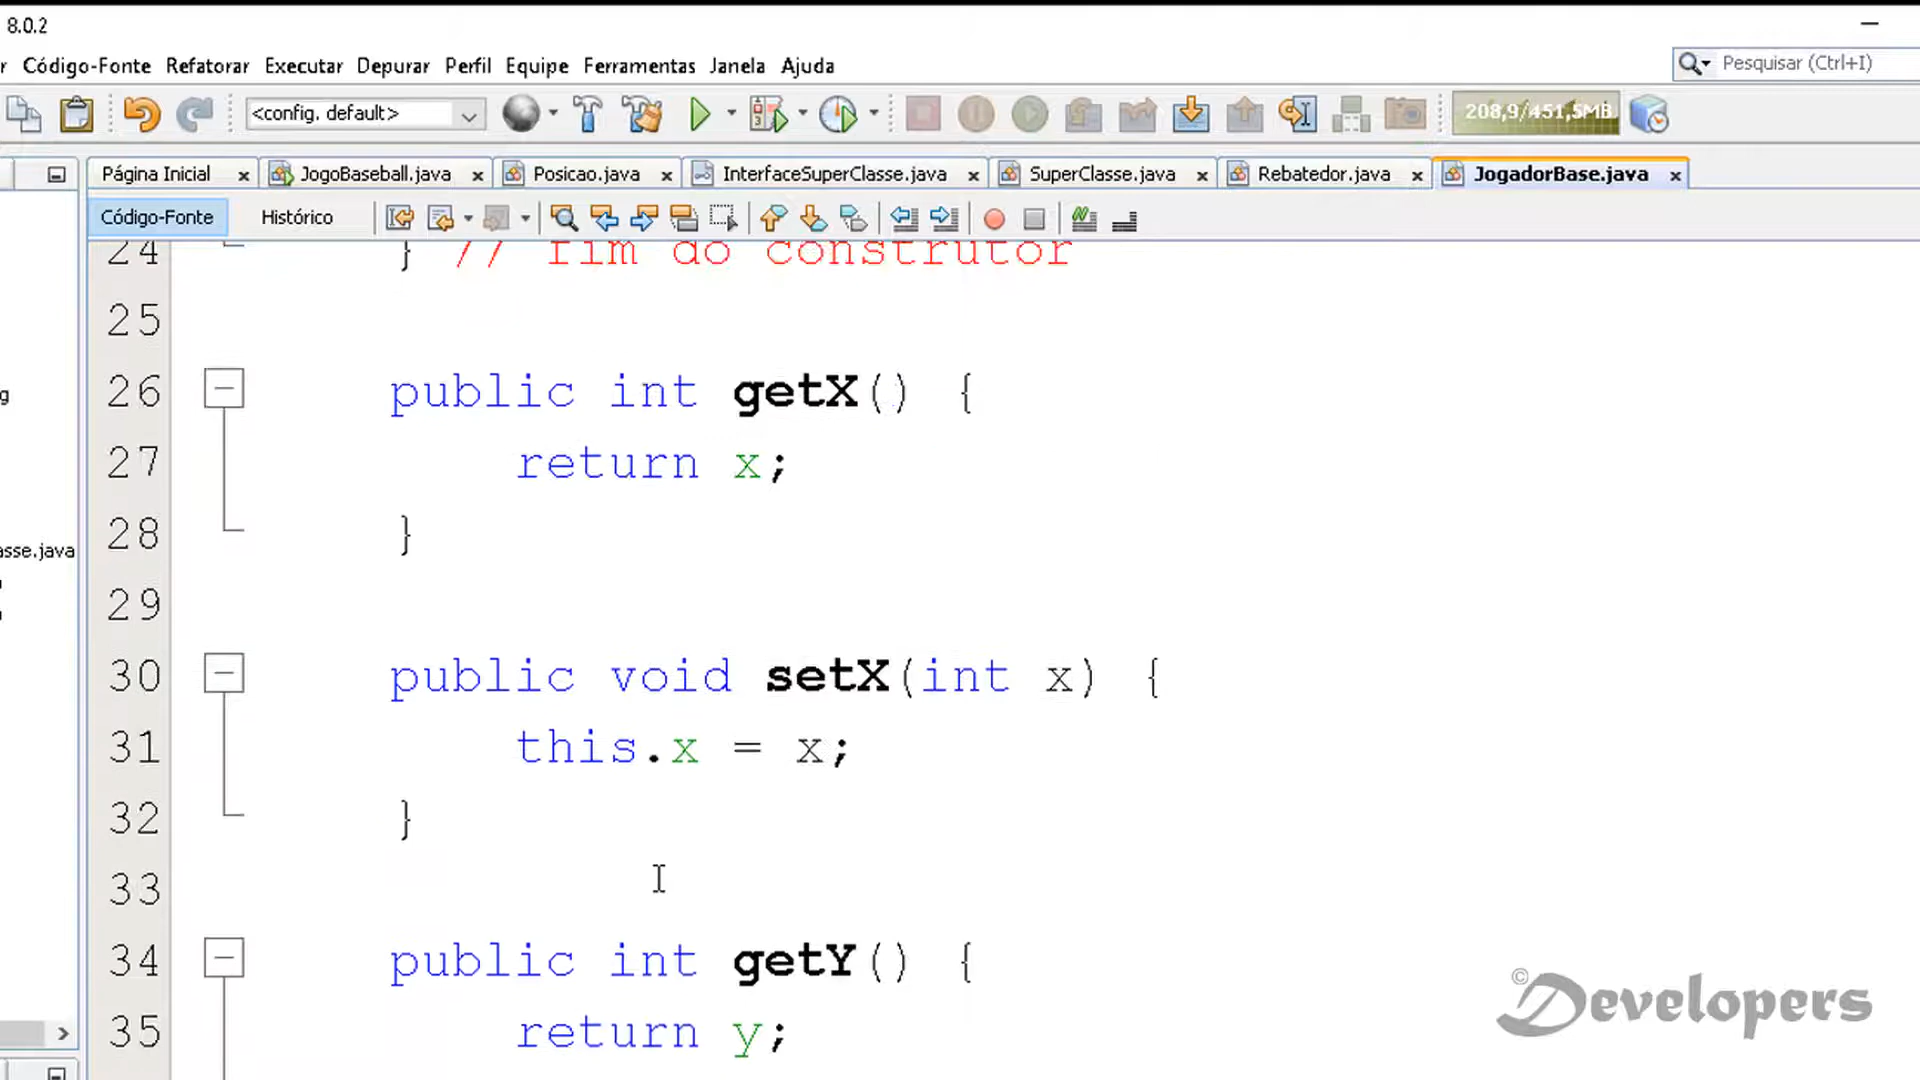 8.0.2
r Código-Fonte Refatorar Executar Depurar Perfil Equipe Ferramentas Janela Ajuda
Pesquisar (Ctrl+I)
<config. default>
208,9/451,5MB
Página Inicial JogoBaseball.java Posicao.java InterfaceSuperClasse.java SuperClasse.java Rebatedor.java JogadorBase.java
Código-Fonte Histórico
24 } // fim do construtor
25
26 public int getX() {
27 return x;
28 }
29
30 public void setX(int x) {
31 this.x = x;
32 }
33
34 public int getY() {
35 return y;
g
asse.java
©Developers